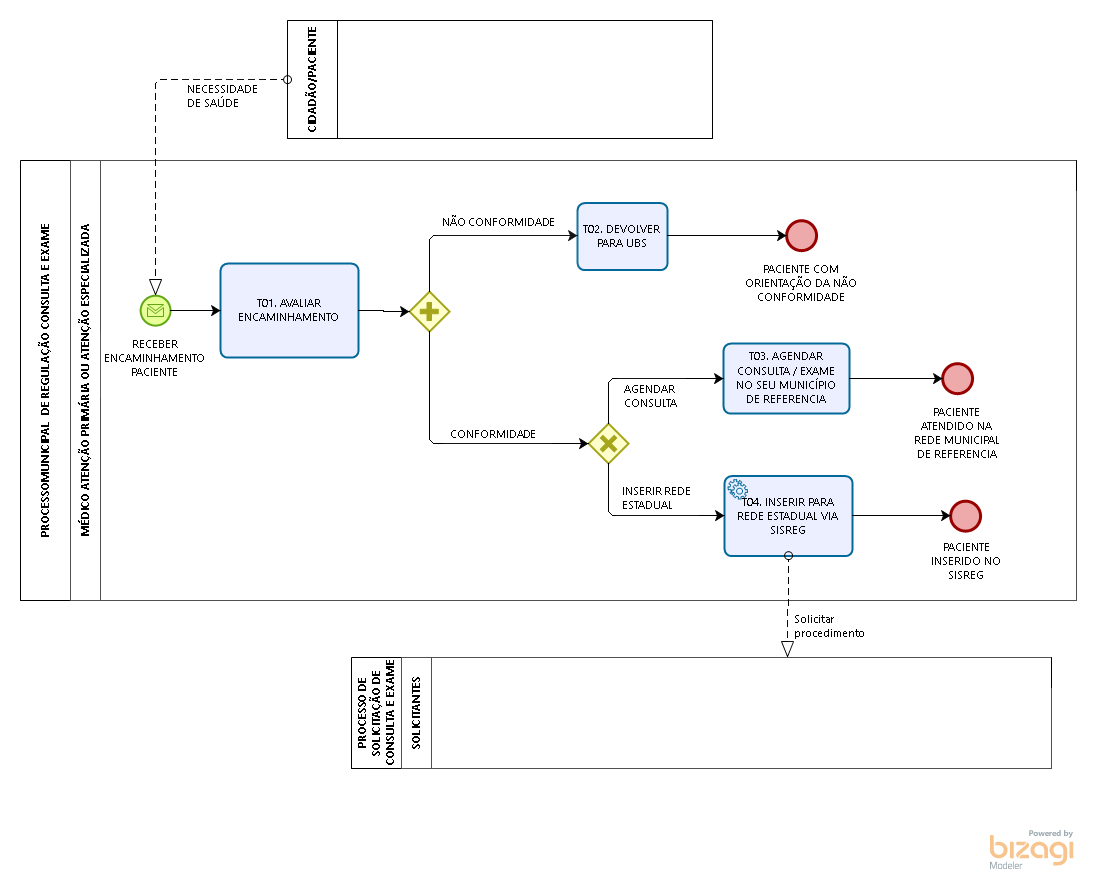 CIDADÃO/PACIENTE
NECESSIDADE
DE SAÚDE
PROCESSOMUNICIPAL DE REGULAÇÃO CONSULTA E EXAME
MÉDICO ATENÇÃO PRIMÁRIA OU ATENÇÃO ESPECIALIZADA
RECEBER
ENCAMINHAMENTO
PACIENTE
T01. AVALIAR
ENCAMINHAMENTO
NÃO CONFORMIDADE
T02. DEVOLVER
PARA UBS
PACIENTE COM
ORIENTAÇÃO DA NÃO
CONFORMIDADE
CONFORMIDADE
AGENDAR
CONSULTA
T03. AGENDAR
CONSULTA / EXAME
NO SEU MUNICÍPIO
DE REFERENCIA
PACIENTE
ATENDIDO NA
REDE MUNICIPAL
DE REFERENCIA
INSERIR REDE
ESTADUAL
T04. INSERIR PARA
REDE ESTADUAL VIA
SISREG
PACIENTE
INSERIDO NO
SISREG
Solicitar
procedimento
PROCESSO DE
SOLICITAÇÃO DE
CONSULTA E EXAME
SOLICITANTES
Powered by
bizagi
Modeler